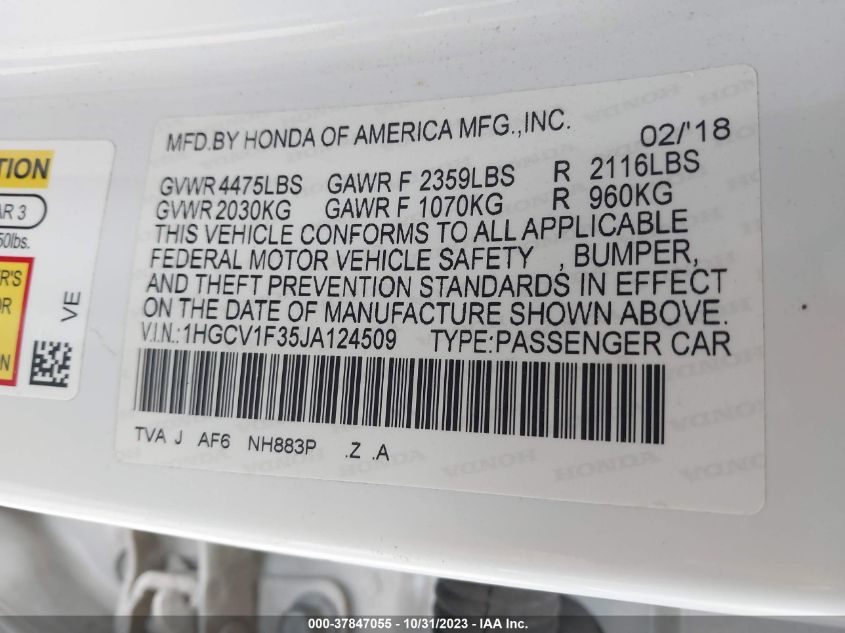 MFD.BY HONDA OF AMERICA MFG.,INC. 02/'18
GVWR 4475LBS GAWR F 2359LBS R 2116LBS
GVWR 2030KG GAWR F 1070KG R 960KG
THIS VEHICLE CONFORMS TO ALL APPLICABLE
FEDERAL MOTOR VEHICLE SAFETY , BUMPER,
AND THEFT PREVENTION STANDARDS IN EFFECT
ON THE DATE OF MANUFACTURE SHOWN ABOVE.
V.I.N.:1HGCV1F35JA124509 TYPE:PASSENGER CAR
TVA J AF6 NH883P .Z .A
3
50lbs.
VE
000-37847055 - 10/31/2023 - IAA Inc.